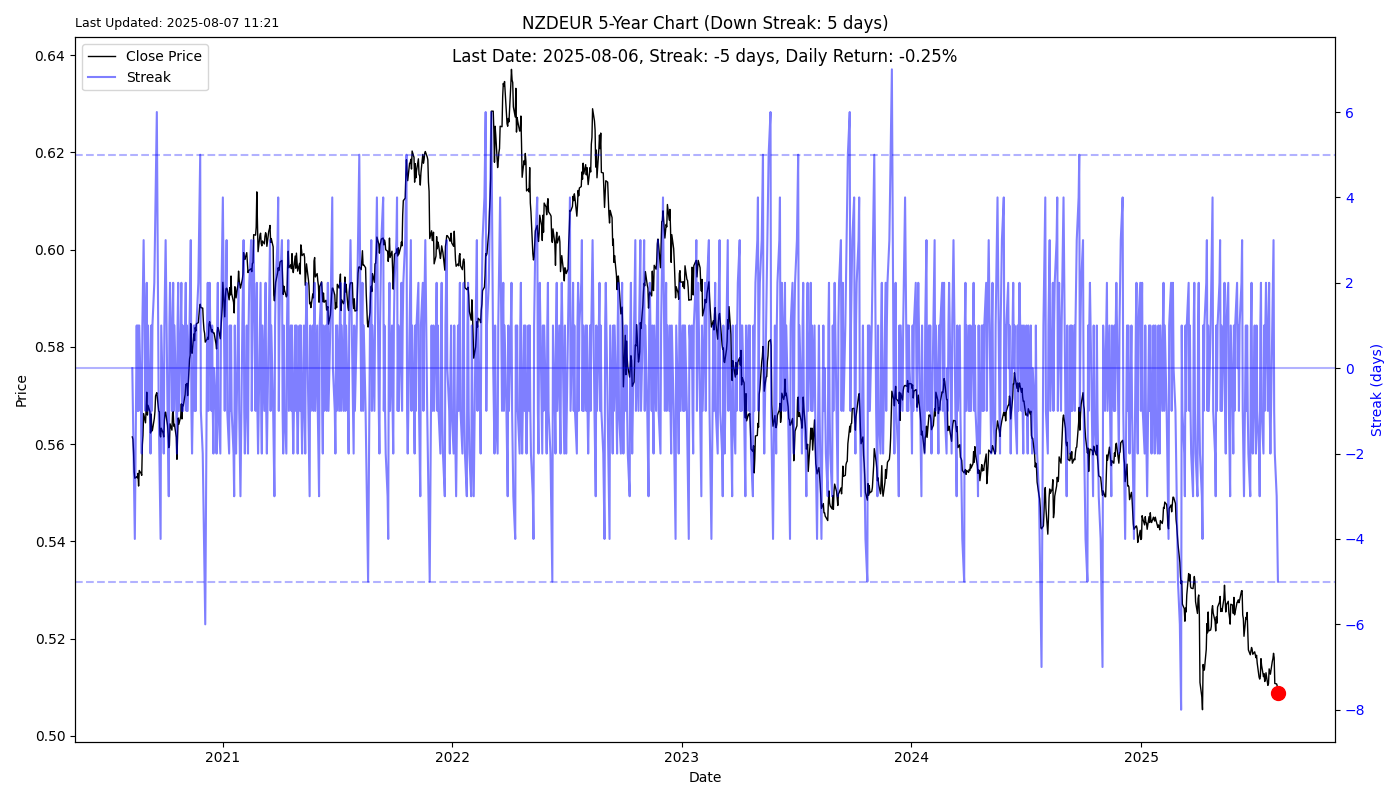 Last Updated: 2025-08-07 11:21
NZDEUR 5-Year Chart (Down Streak: 5 days)
Last Date: 2025-08-06, Streak: -5 days, Daily Return: -0.25%
Close Price
Streak
0.64
0.62
0.60
0.58
0.56
0.54
0.52
0.50
Price
6
4
2
0
−2
−4
−6
−8
Streak (days)
2021
2022
2023
2024
2025
Date